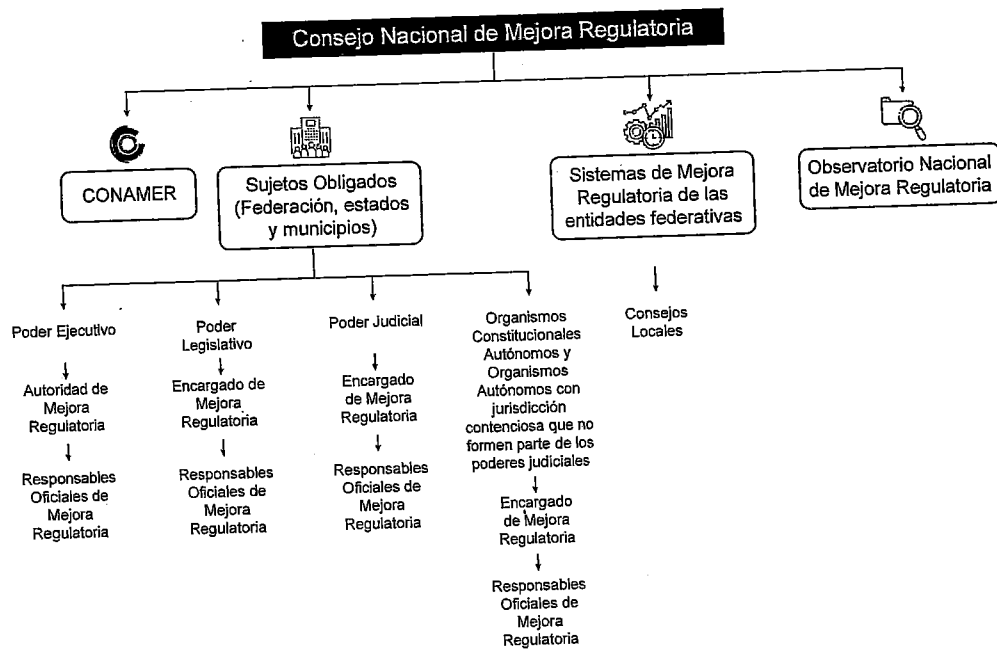 Consejo Nacional de Mejora Regulatoria
CONAMER
Sujetos Obligados
(Federación, estados
y municipios)
Sistemas de Mejora
Regulatoria de las
entidades federativas
Observatorio Nacional
de Mejora Regulatoria
Poder Ejecutivo
Autoridad de
Mejora
Regulatoria
Responsables
Oficiales de
Mejora
Regulatoria
Poder
Legislativo
Encargado de
Mejora
Regulatoria
Responsables
Oficiales de
Mejora
Regulatoria
Poder Judicial
Encargado
de Mejora
Regulatoria
Responsables
Oficiales de
Mejora
Regulatoria
Organismos
Constitucionales
Autónomos y
Organismos
Autónomos con
jurisdicción
contenciosa que no
formen parte de los
poderes judiciales
Encargado
de Mejora
Regulatoria
Responsables
Oficiales de
Mejora
Regulatoria
Consejos
Locales